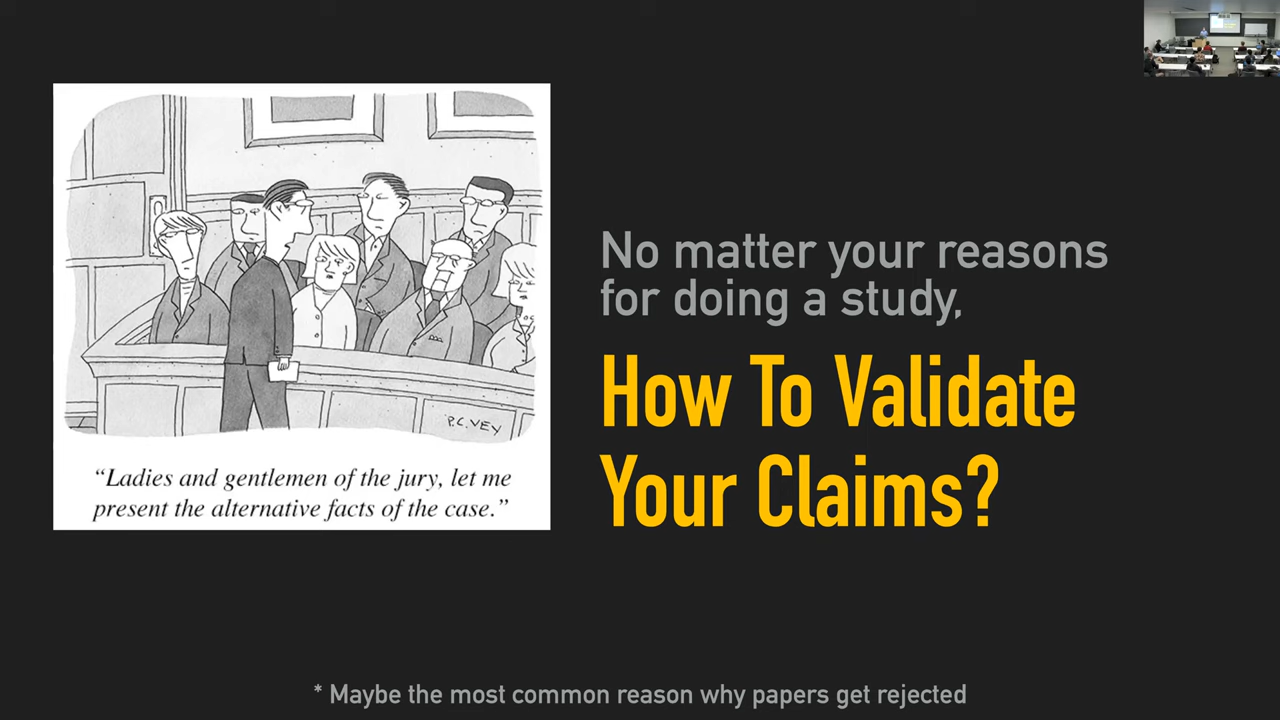 P.C.VEY
“Ladies and gentlemen of the jury, let me
present the alternative facts of the case.”
No matter your reasons
for doing a study,
How To Validate
Your Claims?
* Maybe the most common reason why papers get rejected